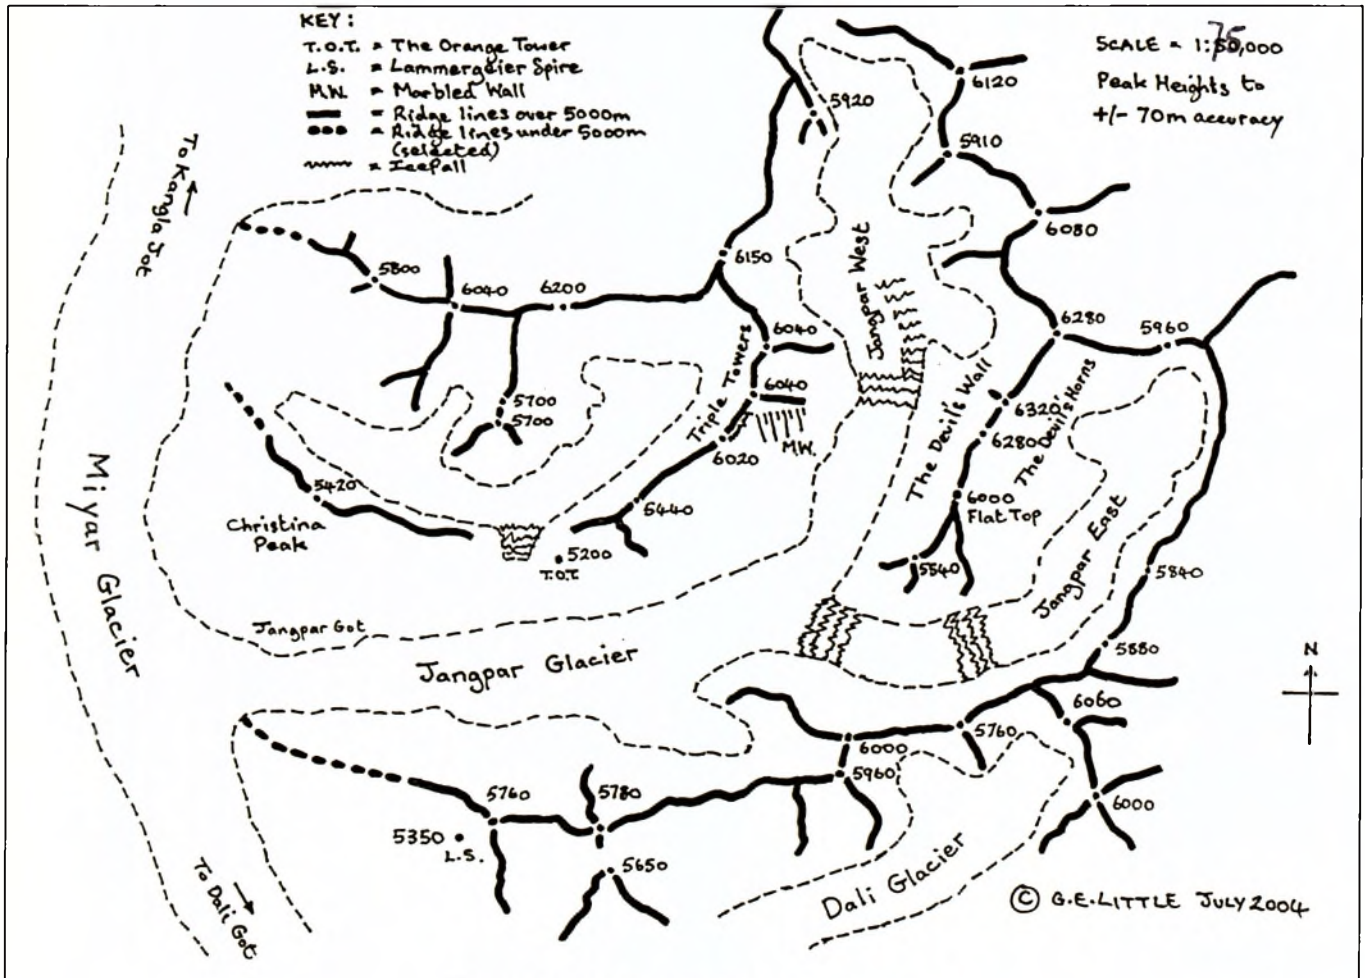 KEY :
T.O.T. = The Orange Tower
L.S. = Lammergeier Spire
M.W. = Marbled Wall
= Ridge lines over 5000m
= Ridge lines under 5000m
(selected)
= Icefall
SCALE = 1:75,000
Peak Heights to
+/- 70m accuracy
5920
6120
5910
6080
To Kangla Jot
6150
5800
6040
6200
Jangpar West
6040
6280
5960
Triple Towers
6040
The Devil's Wall
6320
The Devil's Horns
5700
5700
6280
6020
M.W.
Miyar Glacier
5420
Christina
Peak
5440
6000
Flat Top
5200
T.O.T.
5540
Jangpar East
5840
Jangpar Got
Jangpar Glacier
5880
N
6060
6000
5760
5960
5760
5780
6000
5350
L.S.
5650
To Dali Got
Dali Glacier
© G.E.LITTLE JULY 2004